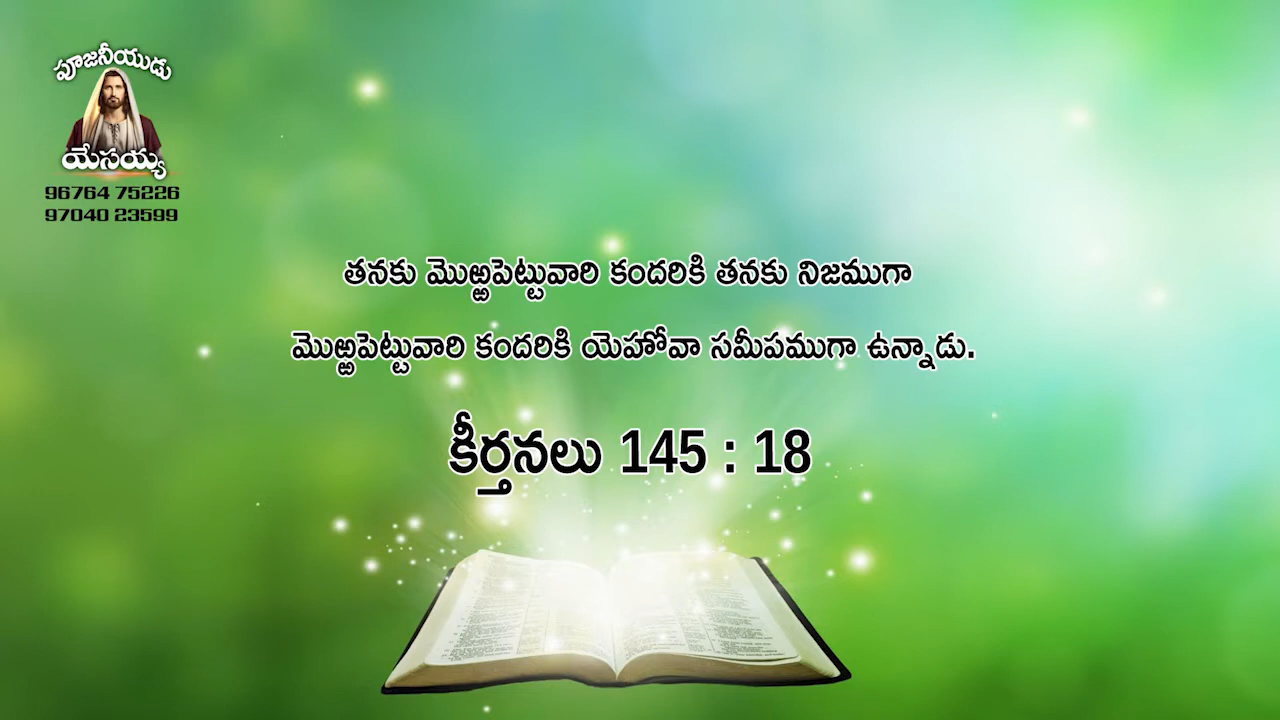 పూజనీయుడు
యేసయ్య
96764 75226
97040 23599
తనకు మొఱ్ఱపెట్టువారి కందరికి తనకు నిజముగా
మొఱ్ఱపెట్టువారి కందరికి యెహోవా సమీపముగా ఉన్నాడు.
కీర్తనలు 145 : 18